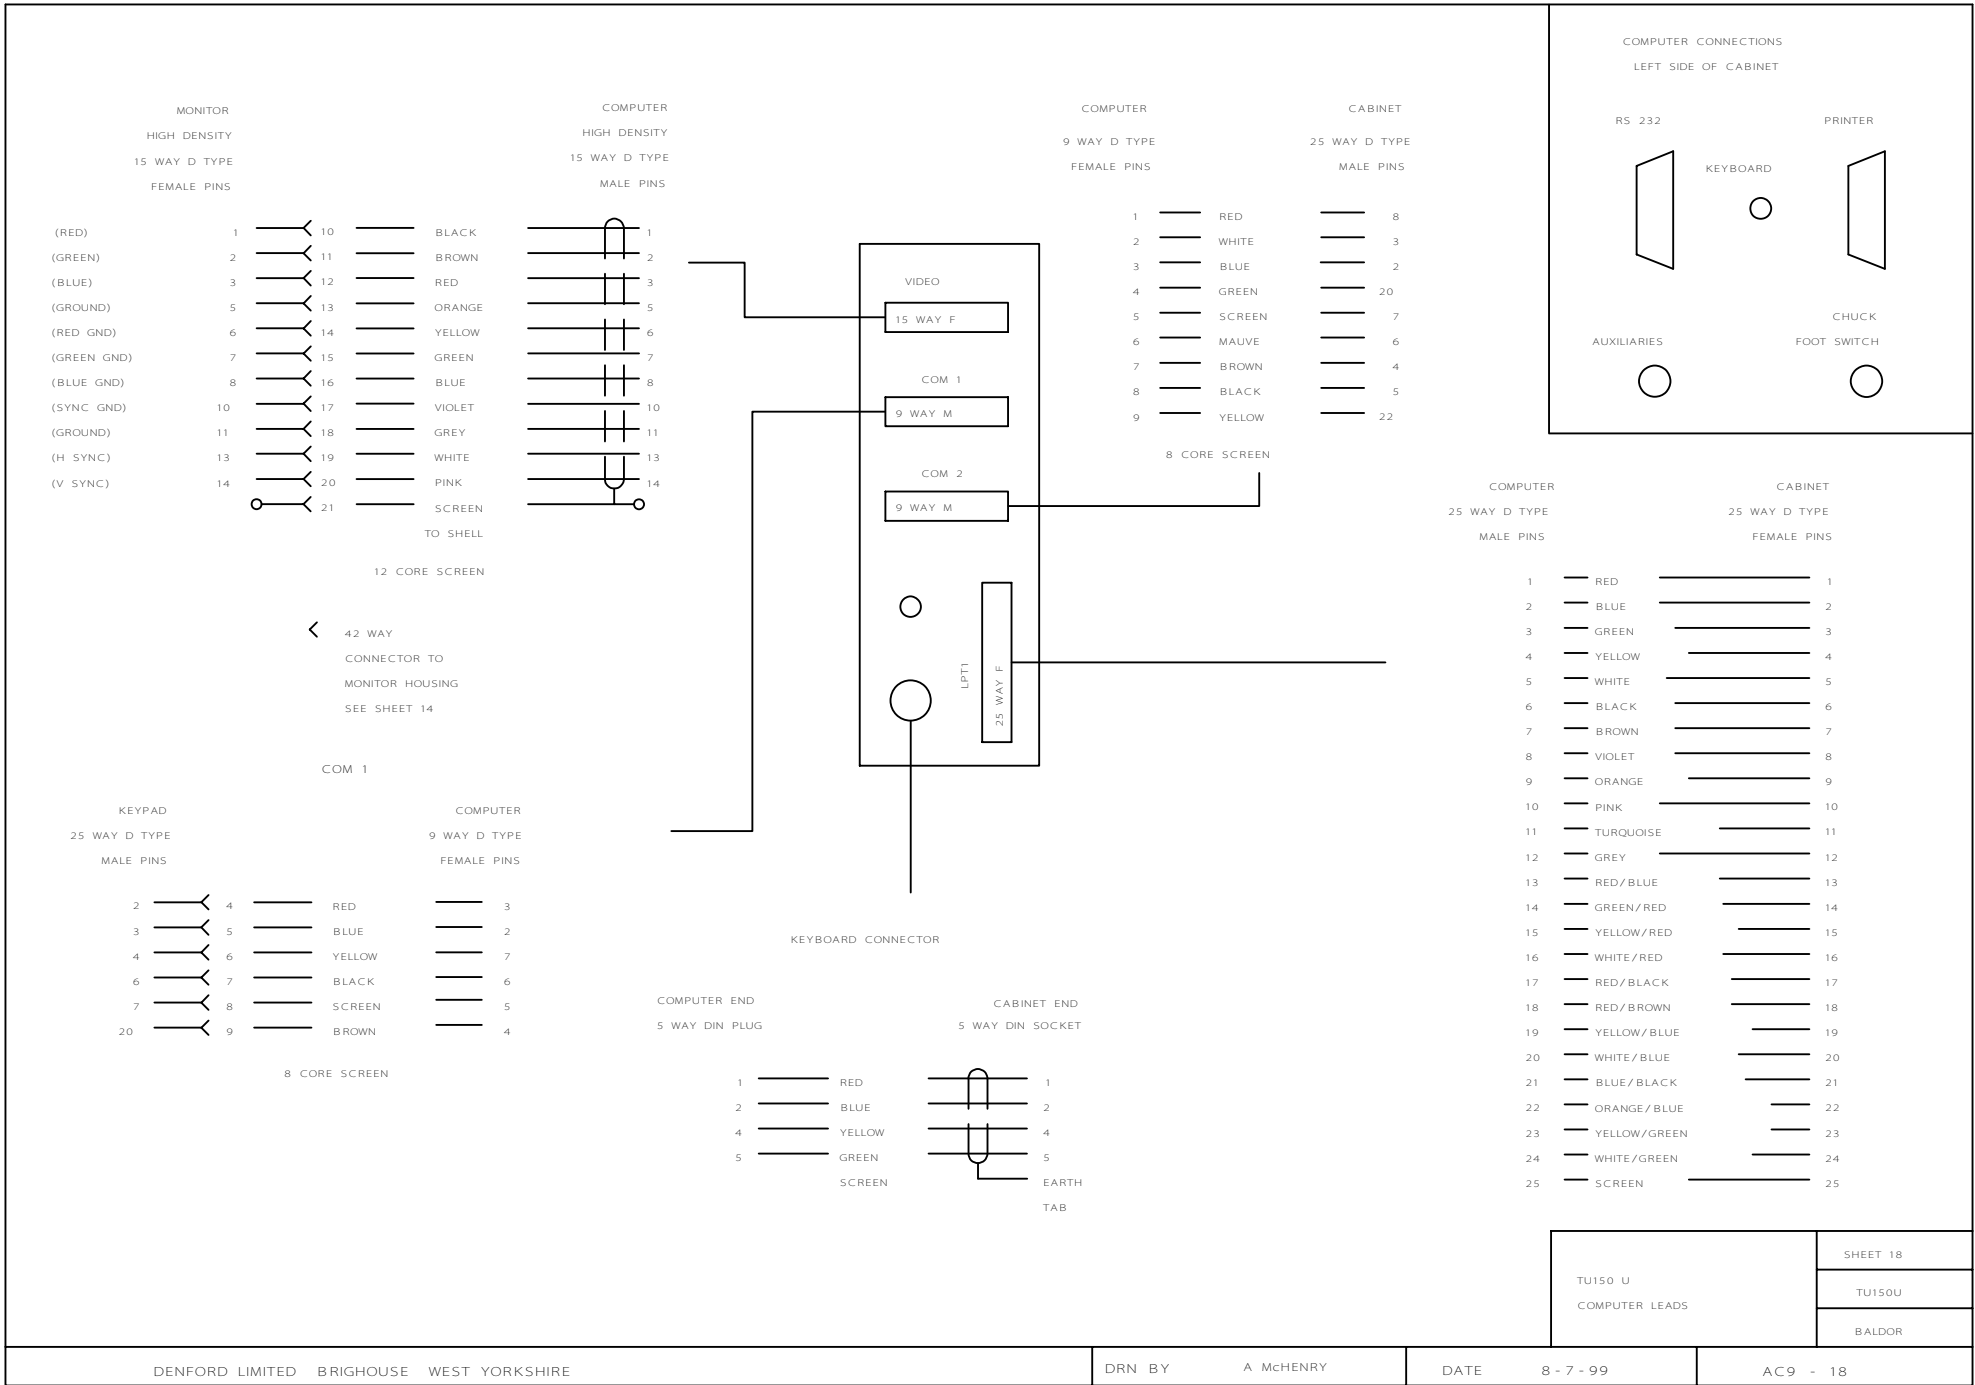 COMPUTER CONNECTIONS
LEFT SIDE OF CABINET
RS 232
PRINTER
KEYBOARD
CHUCK
AUXILIARIES
FOOT SWITCH
MONITOR
HIGH DENSITY
15 WAY D TYPE
FEMALE PINS
COMPUTER
HIGH DENSITY
15 WAY D TYPE
MALE PINS
(RED) 1 10 BLACK 1
(GREEN) 2 11 BROWN 2
(BLUE) 3 12 RED 3
(GROUND) 5 13 ORANGE 5
(RED GND) 6 14 YELLOW 6
(GREEN GND) 7 15 GREEN 7
(BLUE GND) 8 16 BLUE 8
(SYNC GND) 10 17 VIOLET 10
(GROUND) 11 18 GREY 11
(H SYNC) 13 19 WHITE 13
(V SYNC) 14 20 PINK 14
21 SCREEN
TO SHELL
12 CORE SCREEN
42 WAY
CONNECTOR TO
MONITOR HOUSING
SEE SHEET 14
VIDEO
15 WAY F
COM 1
9 WAY M
COM 2
9 WAY M
LPT1
25 WAY F
COMPUTER
9 WAY D TYPE
FEMALE PINS
CABINET
25 WAY D TYPE
MALE PINS
1 RED 8
2 WHITE 3
3 BLUE 2
4 GREEN 20
5 SCREEN 7
6 MAUVE 6
7 BROWN 4
8 BLACK 5
9 YELLOW 22
8 CORE SCREEN
COMPUTER
25 WAY D TYPE
MALE PINS
CABINET
25 WAY D TYPE
FEMALE PINS
1 RED 1
2 BLUE 2
3 GREEN 3
4 YELLOW 4
5 WHITE 5
6 BLACK 6
7 BROWN 7
8 VIOLET 8
9 ORANGE 9
10 PINK 10
11 TURQUOISE 11
12 GREY 12
13 RED/BLUE 13
14 GREEN/RED 14
15 YELLOW/RED 15
16 WHITE/RED 16
17 RED/BLACK 17
18 RED/BROWN 18
19 YELLOW/BLUE 19
20 WHITE/BLUE 20
21 BLUE/BLACK 21
22 ORANGE/BLUE 22
23 YELLOW/GREEN 23
24 WHITE/GREEN 24
25 SCREEN 25
COM 1
KEYPAD
25 WAY D TYPE
MALE PINS
COMPUTER
9 WAY D TYPE
FEMALE PINS
2 4 RED 3
3 5 BLUE 2
4 6 YELLOW 7
6 7 BLACK 6
7 8 SCREEN 5
20 9 BROWN 4
8 CORE SCREEN
KEYBOARD CONNECTOR
COMPUTER END
5 WAY DIN PLUG
CABINET END
5 WAY DIN SOCKET
1 RED 1
2 BLUE 2
4 YELLOW 4
5 GREEN 5
SCREEN EARTH
TAB
TU150 U
COMPUTER LEADS
SHEET 18
TU150U
BALDOR
DENFORD LIMITED BRIGHOUSE WEST YORKSHIRE
DRN BY A McHENRY
DATE 8-7-99
AC9 - 18